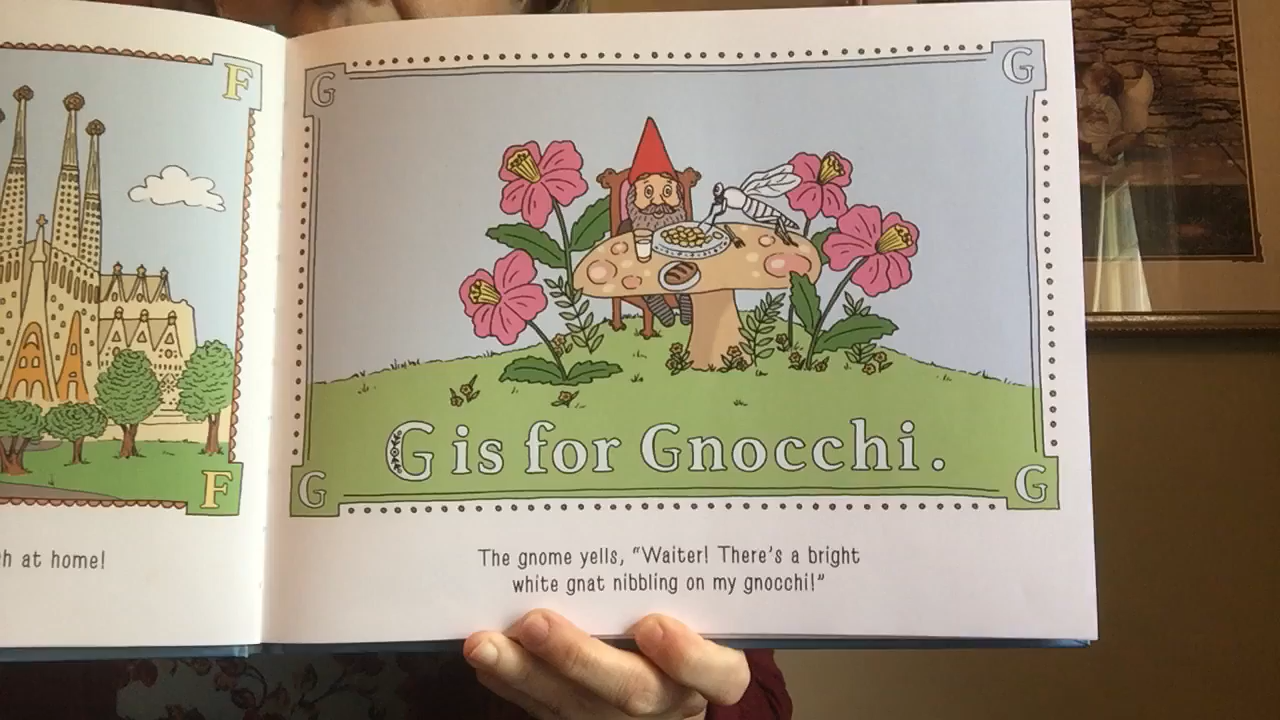 F
F
h at home!
G
G
G is for Gnocchi.
G
G
The gnome yells, "Waiter! There's a bright
white gnat nibbling on my gnocchi!"